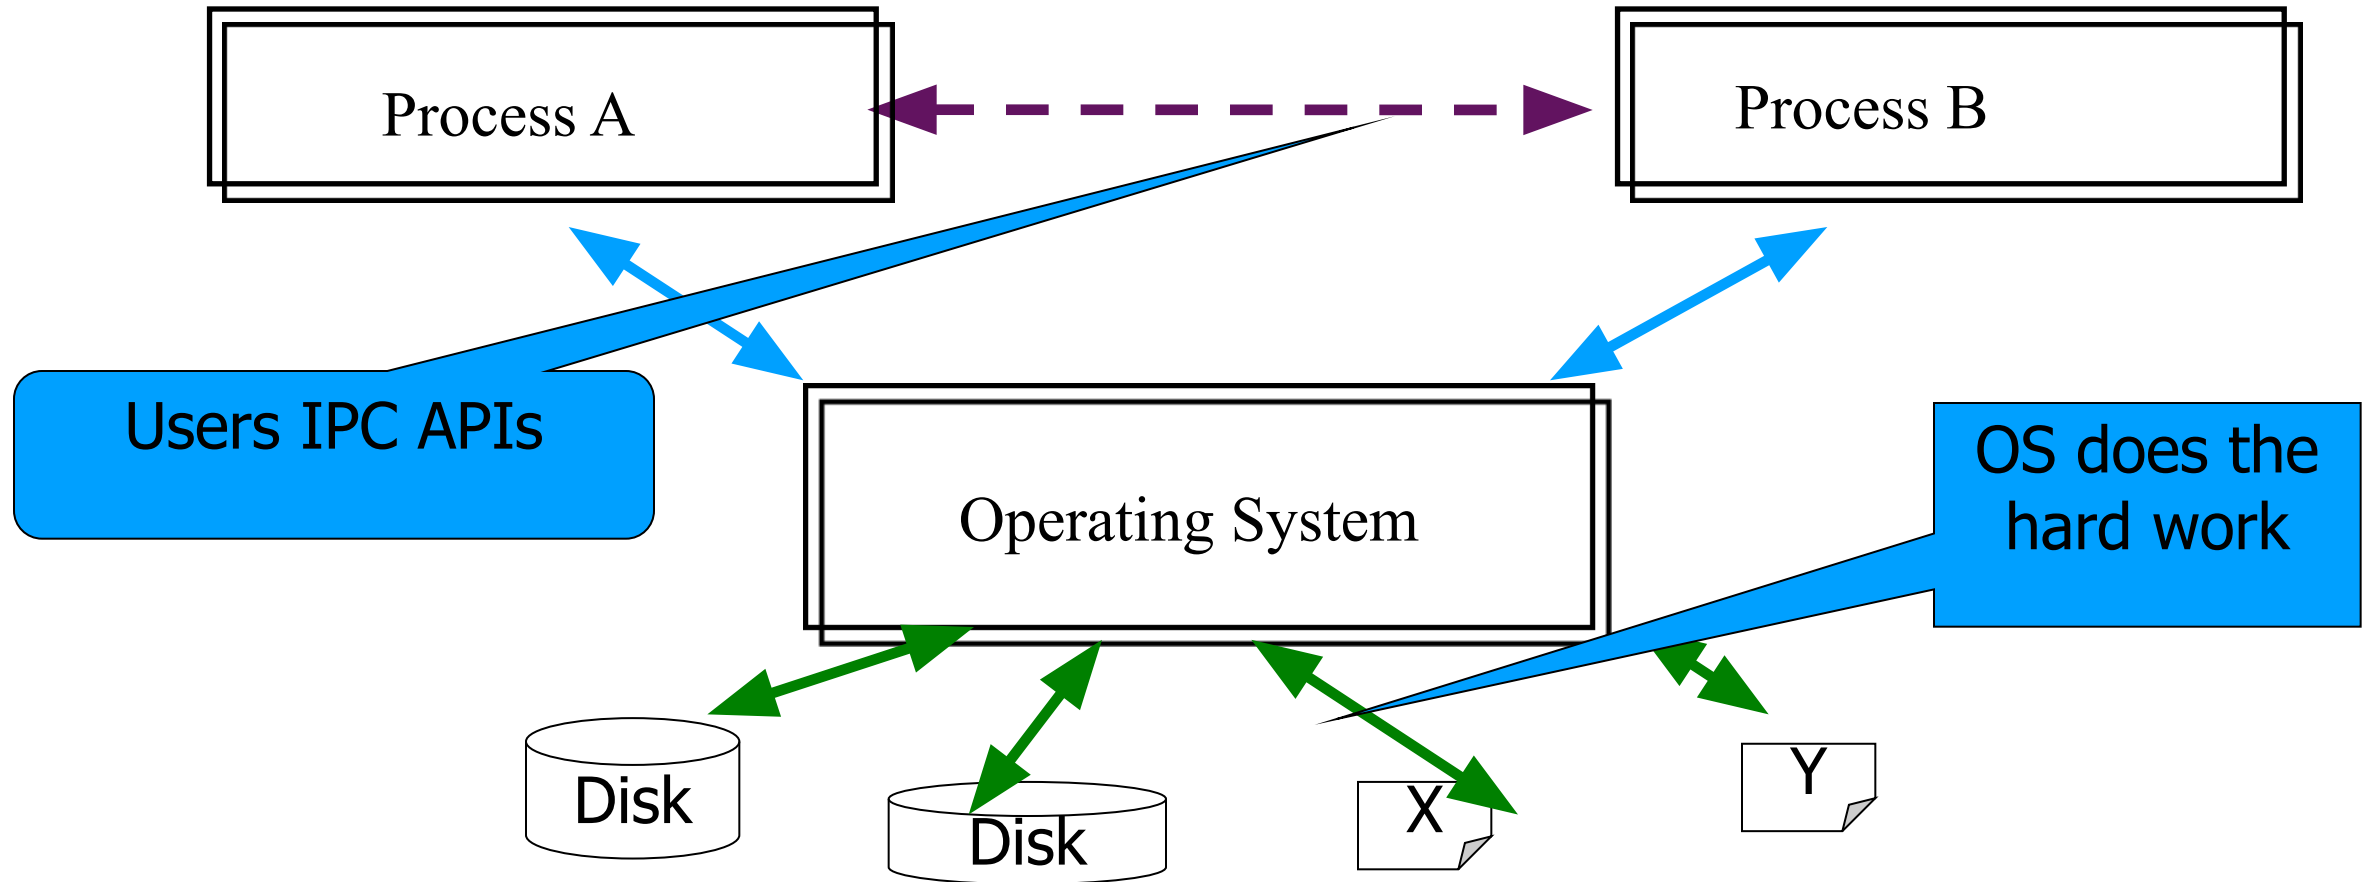 Process A
Process B
Users IPC APIs
OS does the
hard work
Operating System
Disk
Disk
X
Y